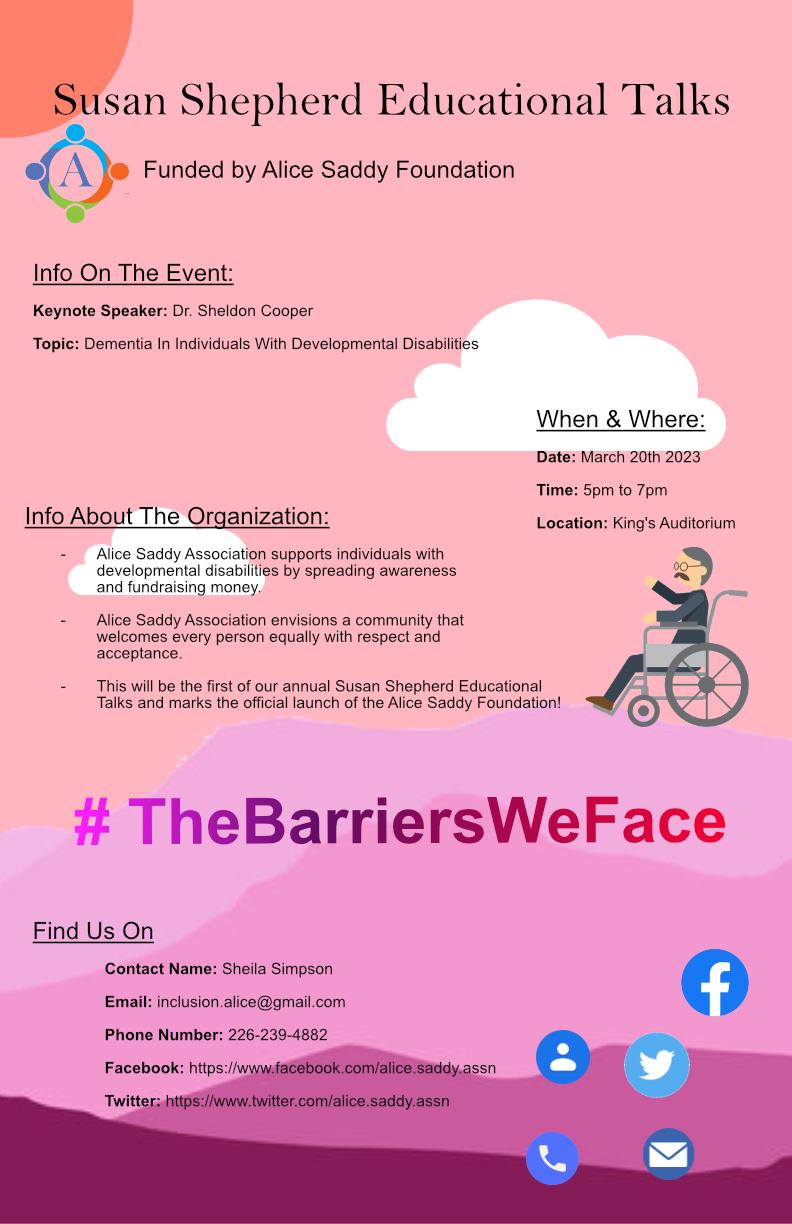 Susan Shepherd Educational Talks
A
Funded by Alice Saddy Foundation
Info On The Event:
Keynote Speaker: Dr. Sheldon Cooper
Topic: Dementia In Individuals With Developmental Disabilities
When & Where:
Date: March 20th 2023
Time: 5pm to 7pm
Location: King's Auditorium
Info About The Organization:
- Alice Saddy Association supports individuals with
developmental disabilities by spreading awareness
and fundraising money.
- Alice Saddy Association envisions a community that
welcomes every person equally with respect and
acceptance.
- This will be the first of our annual Susan Shepherd Educational
Talks and marks the official launch of the Alice Saddy Foundation!
# TheBarriersWeFace
Find Us On
Contact Name: Sheila Simpson
Email: inclusion.alice@gmail.com
Phone Number: 226-239-4882
Facebook: https://www.facebook.com/alice.saddy.assn
Twitter: https://www.twitter.com/alice.saddy.assn